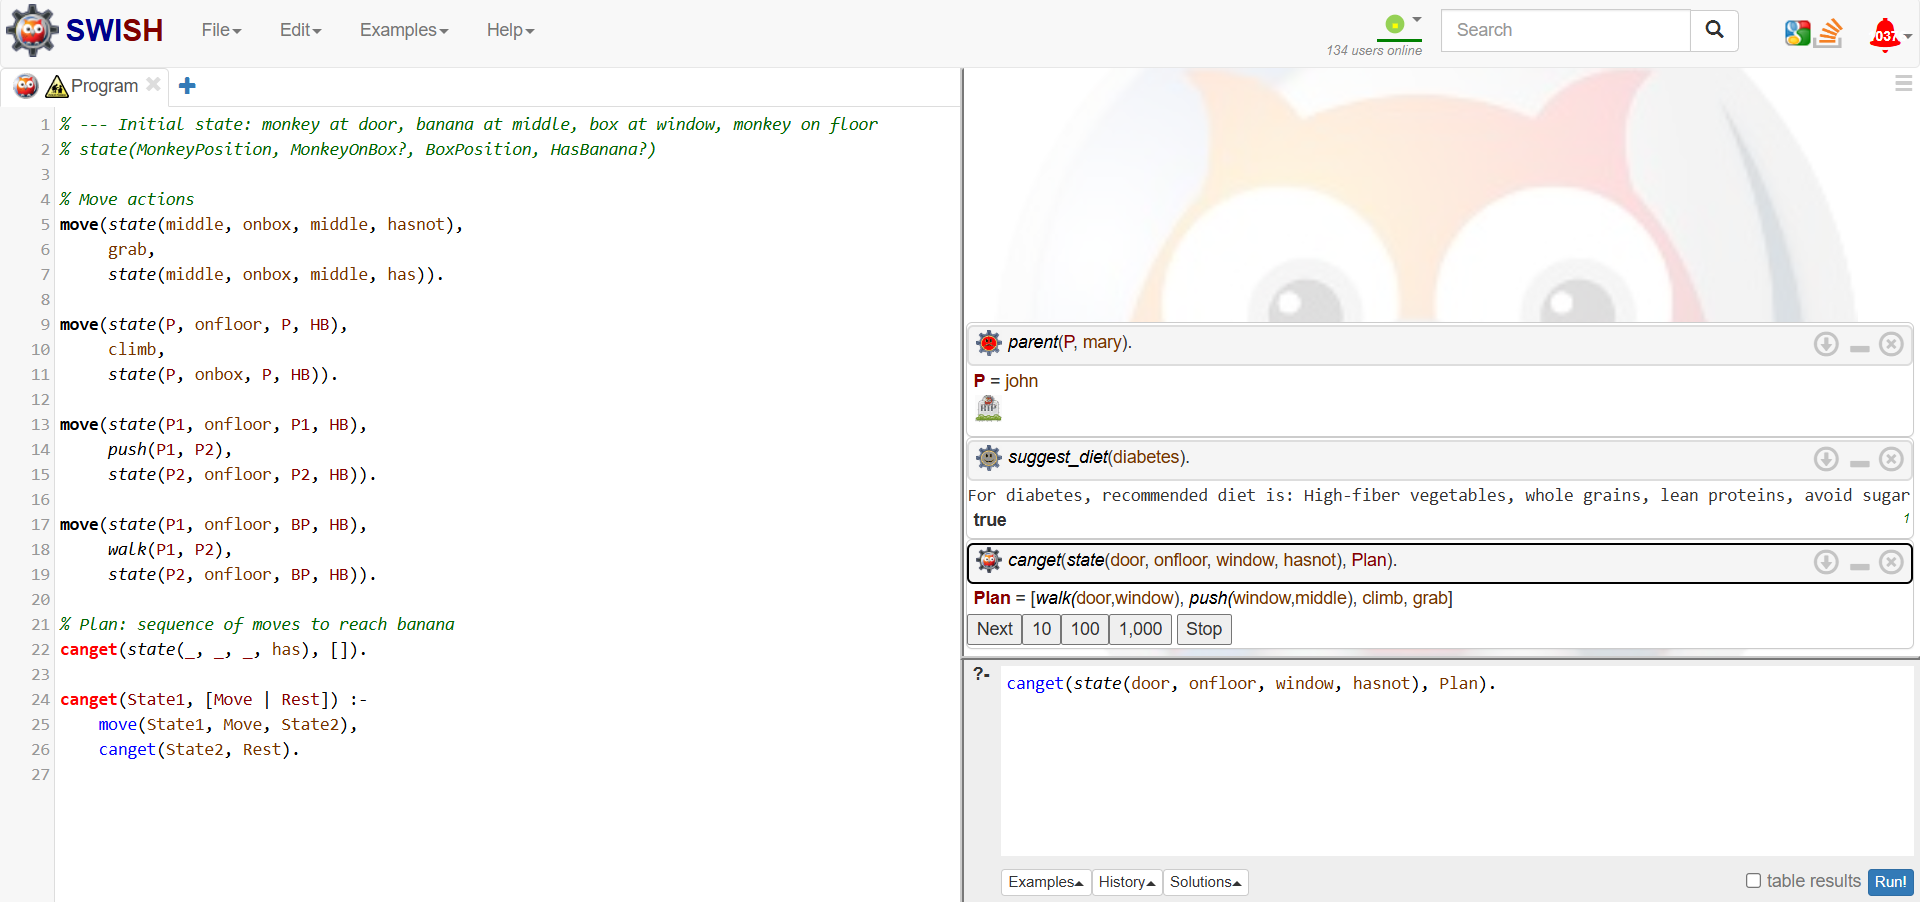 SWISH File Edit Examples Help 134 users online Search 037
Program
1 % --- Initial state: monkey at door, banana at middle, box at window, monkey on floor
2 % state(MonkeyPosition, MonkeyOnBox?, BoxPosition, HasBanana?)
3
4 % Move actions
5 move(state(middle, onbox, middle, hasnot),
6 grab,
7 state(middle, onbox, middle, has)).
8
9 move(state(P, onfloor, P, HB),
10 climb,
11 state(P, onbox, P, HB)).
12
13 move(state(P1, onfloor, P1, HB),
14 push(P1, P2),
15 state(P2, onfloor, P2, HB)).
16
17 move(state(P1, onfloor, BP, HB),
18 walk(P1, P2),
19 state(P2, onfloor, BP, HB)).
20
21 % Plan: sequence of moves to reach banana
22 canget(state(_, _, _, has), []).
23
24 canget(State1, [Move | Rest]) :-
25 move(State1, Move, State2),
26 canget(State2, Rest).
27
parent(P, mary).
P = john
RIP
suggest_diet(diabetes).
For diabetes, recommended diet is: High-fiber vegetables, whole grains, lean proteins, avoid sugar
true 1
canget(state(door, onfloor, window, hasnot), Plan).
Plan = [walk(door,window), push(window,middle), climb, grab]
Next 10 100 1,000 Stop
?- canget(state(door, onfloor, window, hasnot), Plan).
Examples History Solutions table results Run!